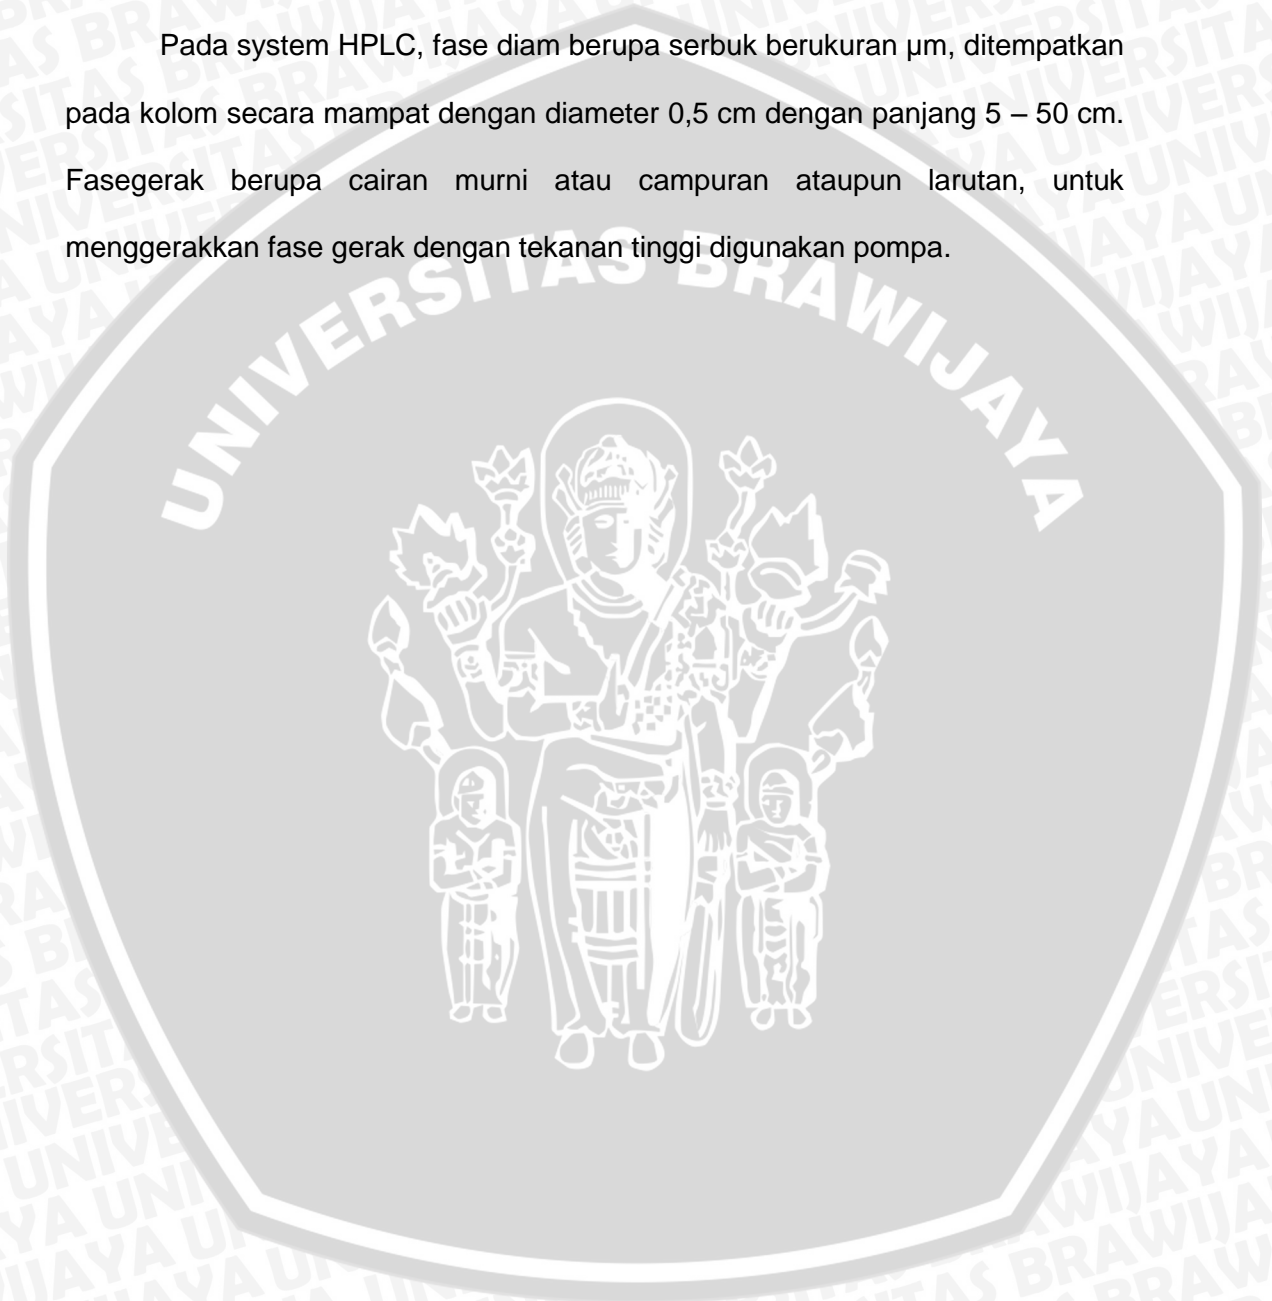 Pada system HPLC, fase diam berupa serbuk berukuran µm, ditempatkan
pada kolom secara mampat dengan diameter 0,5 cm dengan panjang 5 – 50 cm.
Fasegerak berupa cairan murni atau campuran ataupun larutan, untuk
menggerakkan fase gerak dengan tekanan tinggi digunakan pompa.
UNIVERSITAS BRAWIJAYA